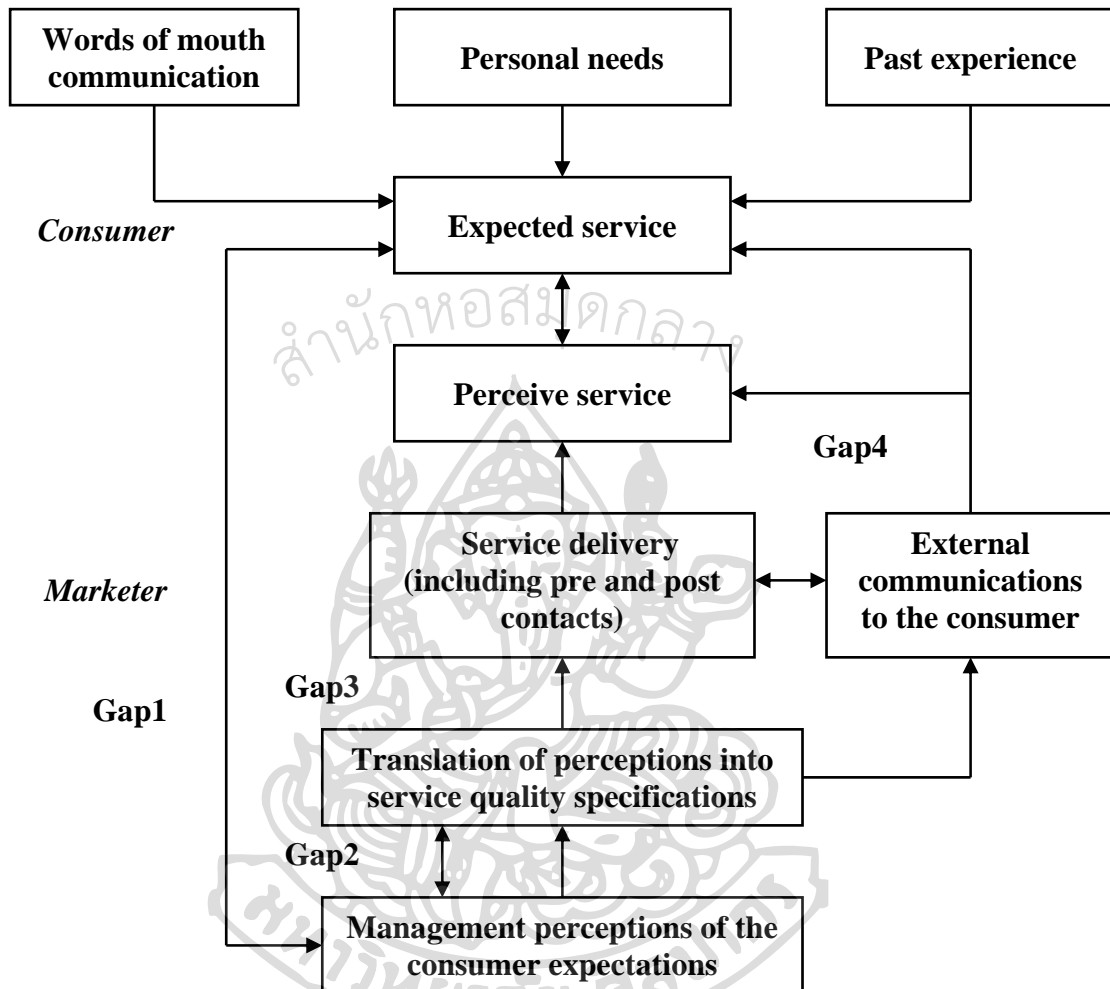 Words of mouth
communication
Personal needs
Past experience
Consumer
Expected service
สำนักหอสมุดกลาง
Perceive service
Gap4
Marketer
Service delivery
(including pre and post
contacts)
External
communications
to the consumer
Gap3
Gap1
Translation of perceptions into
service quality specifications
Gap2
Management perceptions of the
consumer expectations